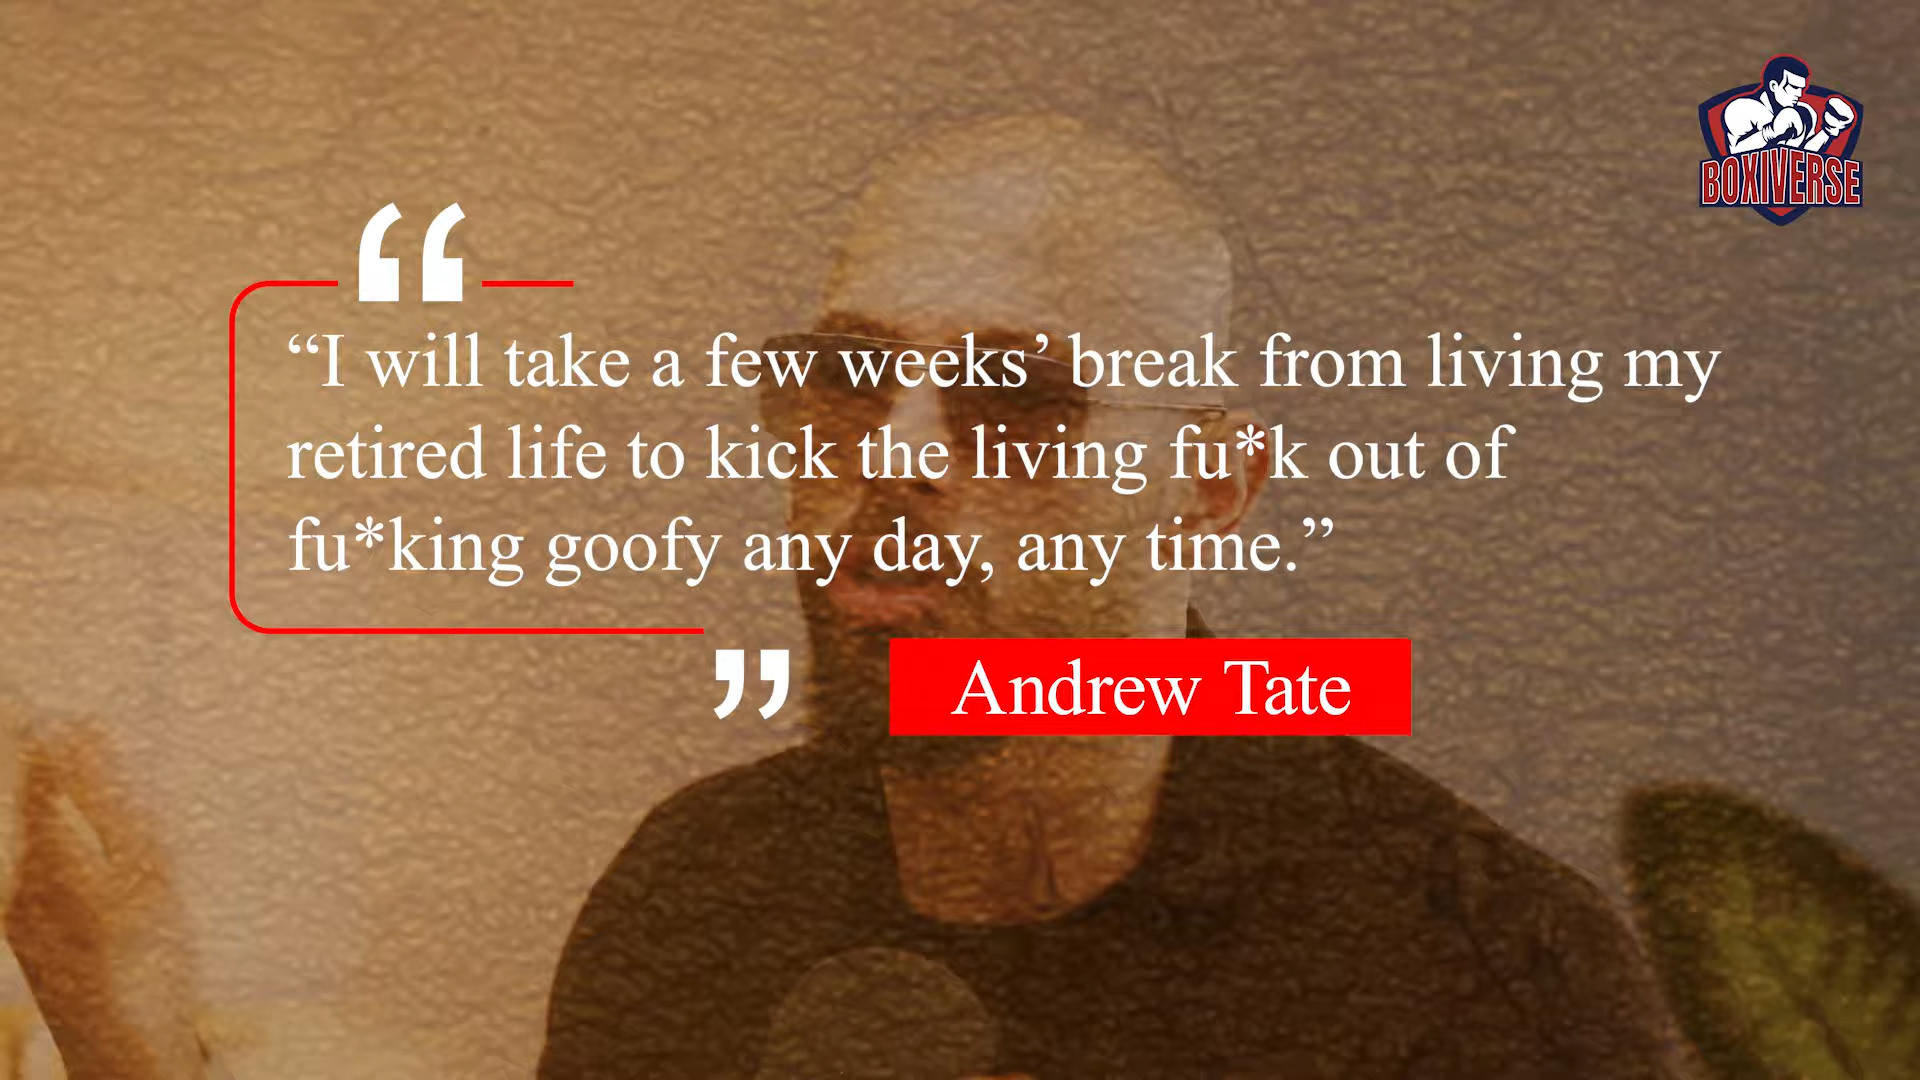 BOXIVERSE
“I will take a few weeks’ break from living my
retired life to kick the living fu*k out of
fu*king goofy any day, any time.”
Andrew Tate